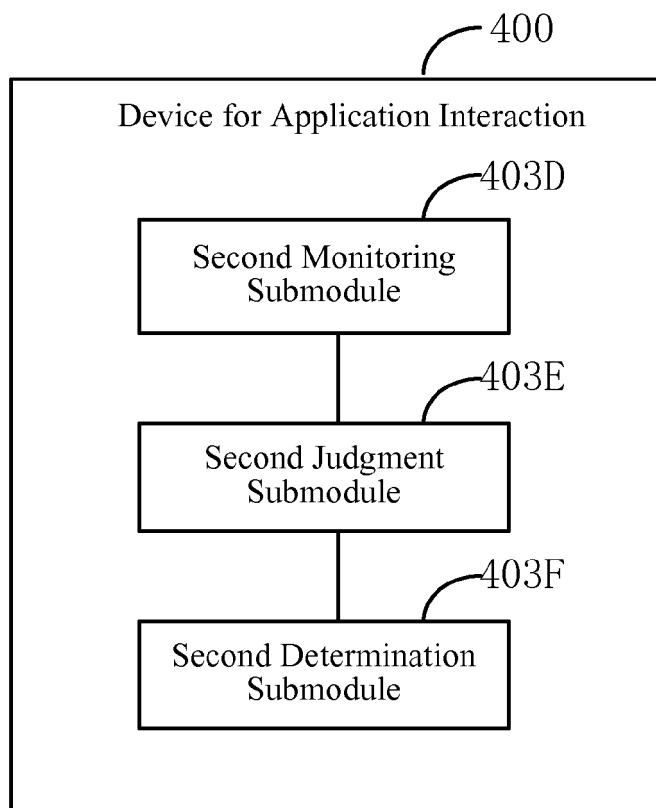 400
Device for Application Interaction
403D
Second Monitoring
Submodule
403E
Second Judgment
Submodule
403F
Second Determination
Submodule